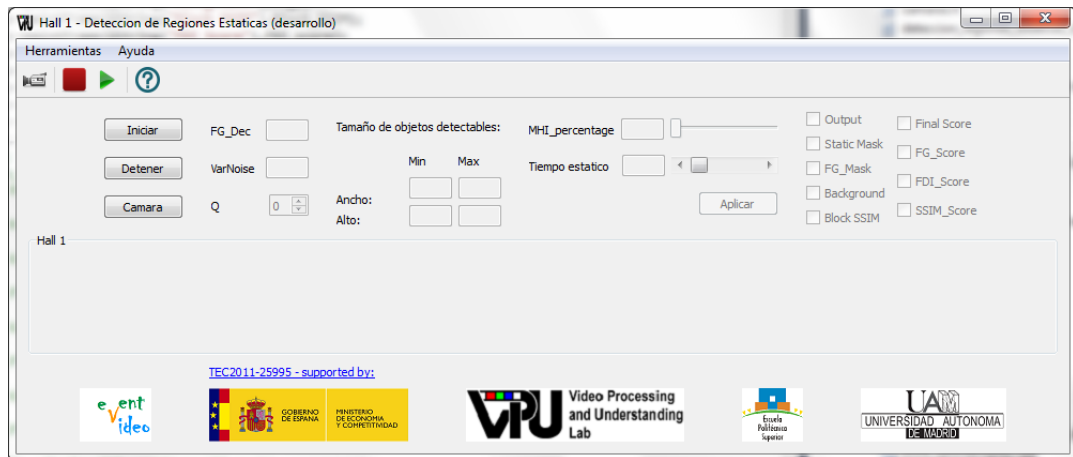 Hall 1 - Deteccion de Regiones Estaticas (desarrollo)
Herramientas Ayuda
Iniciar
Detener
Camara
FG_Dec
VarNoise
Q 0
Tamaño de objetos detectables:
Min Max
Ancho:
Alto:
MHI_percentage
Tiempo estatico
Aplicar
Output
Static Mask
FG_Mask
Background
Block SSIM
Final Score
FG_Score
FDI_Score
SSIM_Score
Hall 1
TEC2011-25995 - supported by:
event
Video
GOBIERNO
DE ESPAÑA
MINISTERIO
DE ECONOMIA
Y COMPETITIVIDAD
VPU
Video Processing
and Understanding
Lab
Escuela
Politécnica
Superior
UAM
UNIVERSIDAD AUTONOMA
DE MADRID